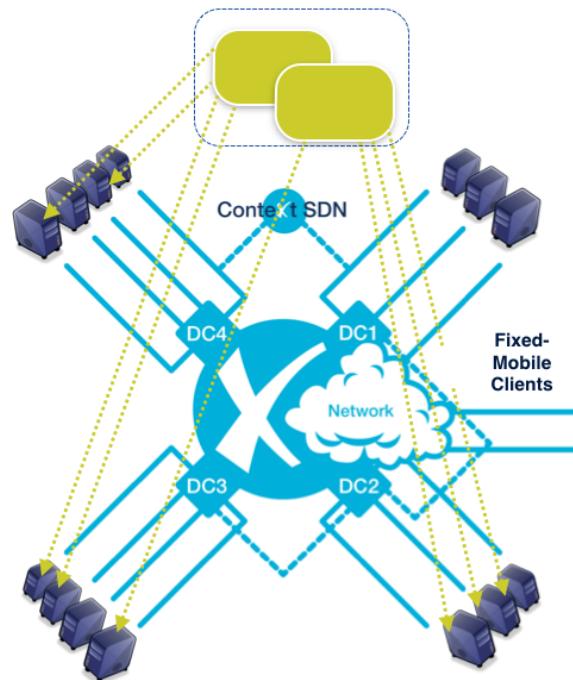 Context SDN
DC4
DC1
Fixed-
Mobile
Clients
Network
DC3
DC2